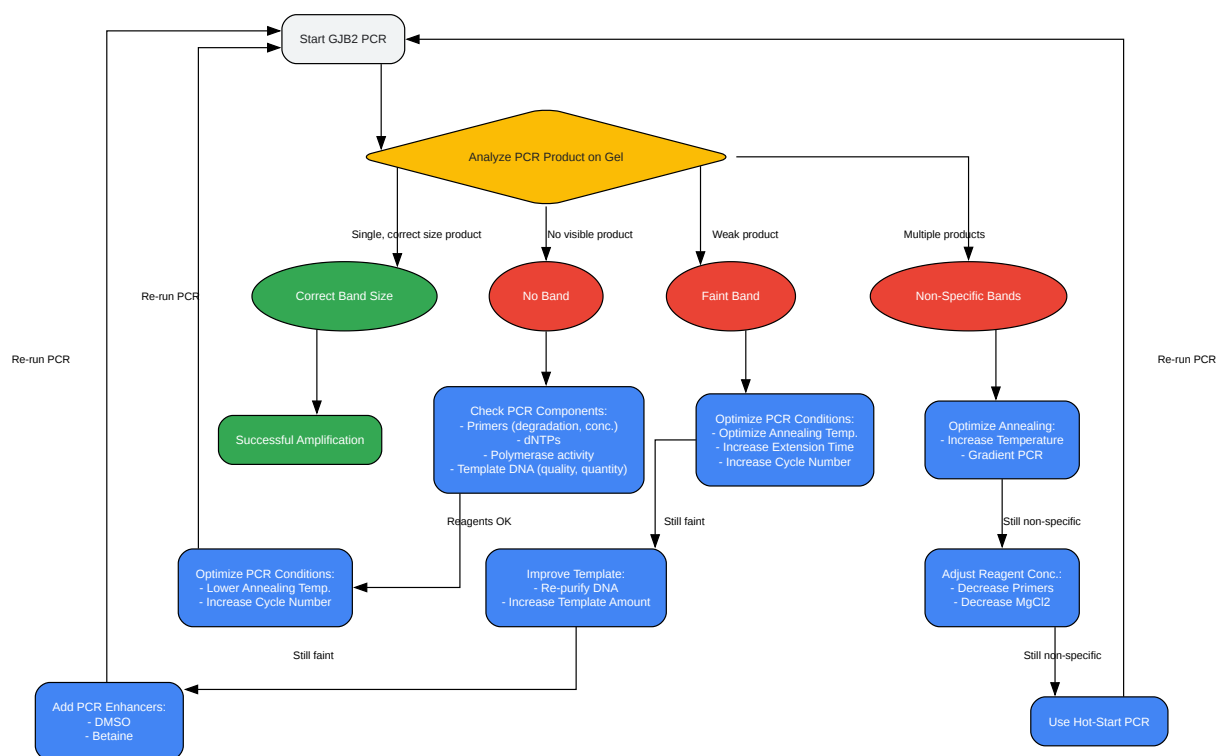 Start GJB2 PCR
Analyze PCR Product on Gel
Single, correct size product
No visible product
Weak product
Multiple products
Re-run PCR
Correct Band Size
No Band
Faint Band
Non-Specific Bands
Re-run PCR
Re-run PCR
Successful Amplification
Check PCR Components:
- Primers (degradation, conc.)
- dNTPs
- Polymerase activity
- Template DNA (quality, quantity)
Optimize PCR Conditions:
- Optimize Annealing Temp.
- Increase Extension Time
- Increase Cycle Number
Optimize Annealing:
- Increase Temperature
- Gradient PCR
Reagents OK
Still faint
Still non-specific
Optimize PCR Conditions:
- Lower Annealing Temp.
- Increase Cycle Number
Improve Template:
- Re-purify DNA
- Increase Template Amount
Adjust Reagent Conc.:
- Decrease Primers
- Decrease MgCl2
Still faint
Still non-specific
Add PCR Enhancers:
- DMSO
- Betaine
Use Hot-Start PCR